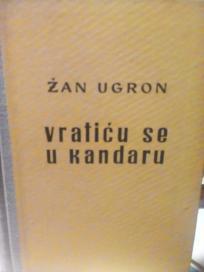 ŽAN UGRON
vratiću se
u kandaru